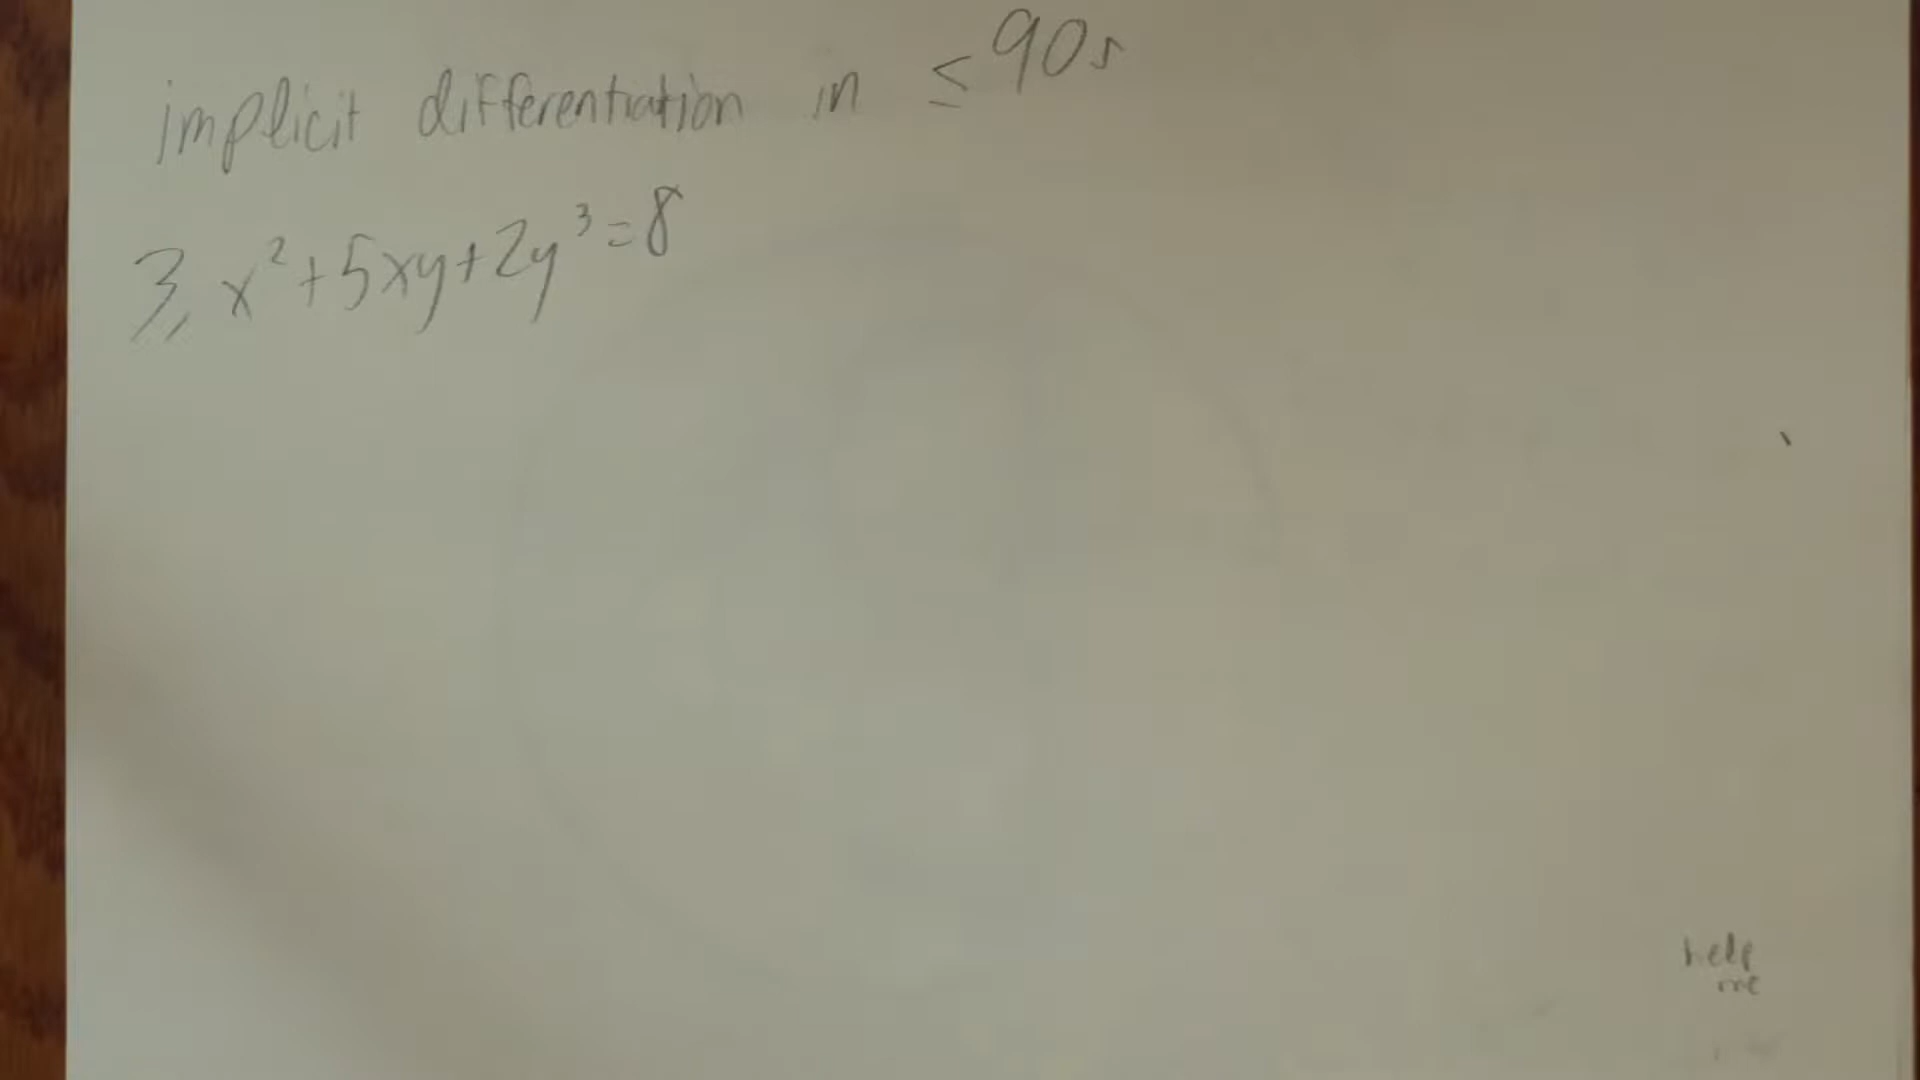 implicit differentiation in ≤ 90s
3, x²+5xy+2y³=8
help
me